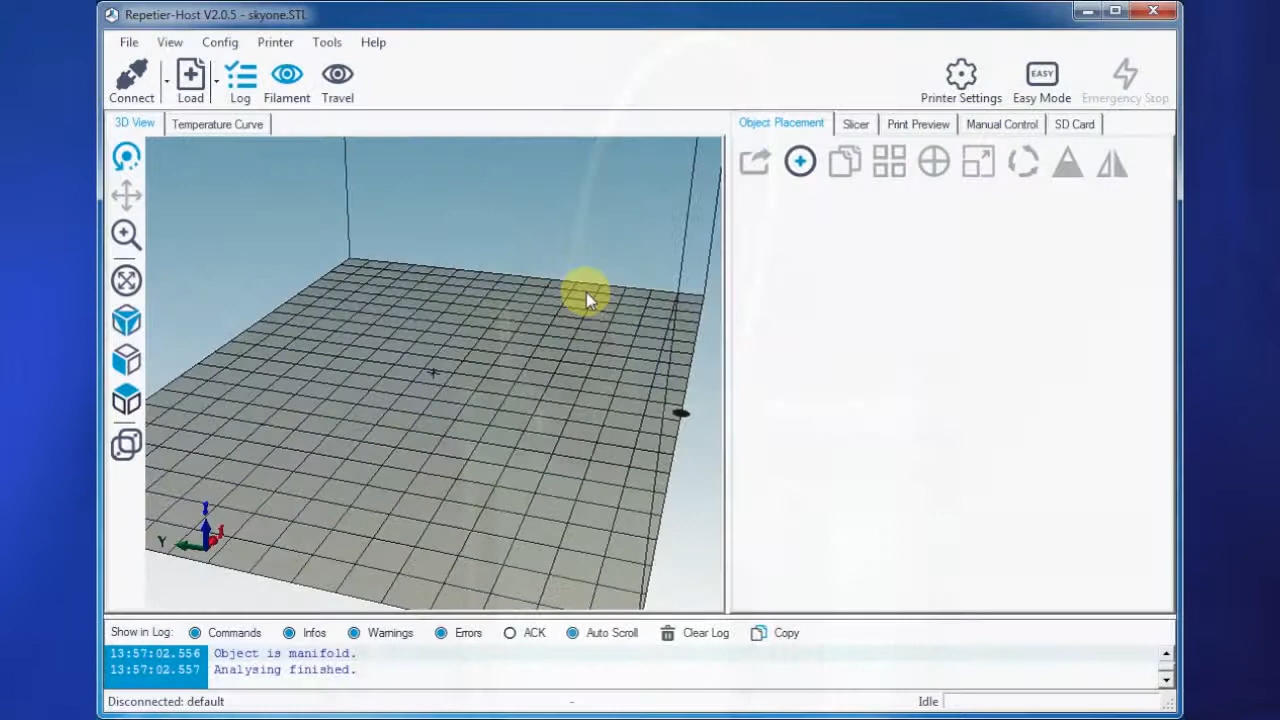 Repetier-Host V2.0.5 - skyone.STL
File View Config Printer Tools Help
Connect Load Log Filament Travel Printer Settings EASY Easy Mode Emergency Stop
3D View Temperature Curve Object Placement Slicer Print Preview Manual Control SD Card
Y
Show in Log: Commands Infos Warnings Errors ACK Auto Scroll Clear Log Copy
13:57:02.556 Object is manifold.
13:57:02.557 Analysing finished.
Disconnected: default - Idle